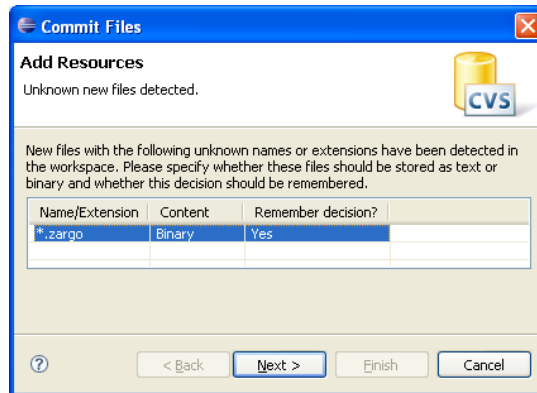 Commit Files
Add Resources
Unknown new files detected.
CVS
New files with the following unknown names or extensions have been detected in
the workspace. Please specify whether these files should be stored as text or
binary and whether this decision should be remembered.
Name/Extension Content Remember decision?
*.zargo Binary Yes
? < Back Next > Finish Cancel